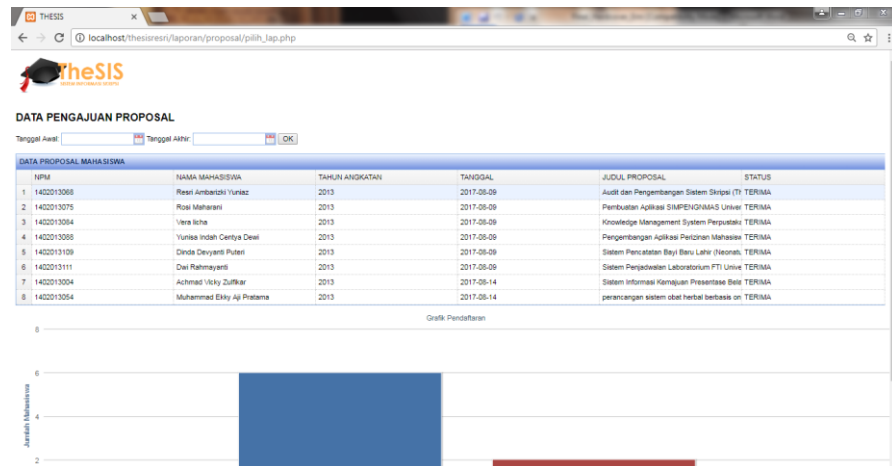 THESIS
localhost/thesisresri/laporan/proposal/pilih_lap.php
TheSIS
DATA PENGAJUAN PROPOSAL
Tanggal Awal: Tanggal Akhir: OK
DATA PROPOSAL MAHASISWA
NPM NAMA MAHASISWA TAHUN ANGKATAN TANGGAL JUDUL PROPOSAL STATUS
1 1402013068 Resri Ambarizki Yuniaz 2013 2017-08-09 Audit dan Pengembangan Sistem Skripsi (Th TERIMA
2 1402013075 Rosi Maharani 2013 2017-08-09 Pembuatan Aplikasi SIMPENGNMAS Univer TERIMA
3 1402013084 Vera licha 2013 2017-08-09 Knowledge Management System Perpustaka TERIMA
4 1402013088 Yunisa Indah Centya Dewi 2013 2017-08-09 Pengembangan Aplikasi Perizinan Mahasisw TERIMA
5 1402013109 Dinda Devyanti Puteri 2013 2017-08-09 Sistem Pencatatan Bayi Baru Lahir (Neonatu TERIMA
6 1402013111 Dwi Rahmayanti 2013 2017-08-09 Sistem Penjadwalan Laboratorium FTI Unive TERIMA
7 1402013004 Achmad Vicky Zulfikar 2013 2017-08-14 Sistem Informasi Kemajuan Presentase Bela TERIMA
8 1402013054 Muhammad Ekky Aji Pratama 2013 2017-08-14 perancangan sistem obat herbal berbasis on TERIMA
Grafik Pendaftaran
8
6
4
2
Jumlah Mahasiswa